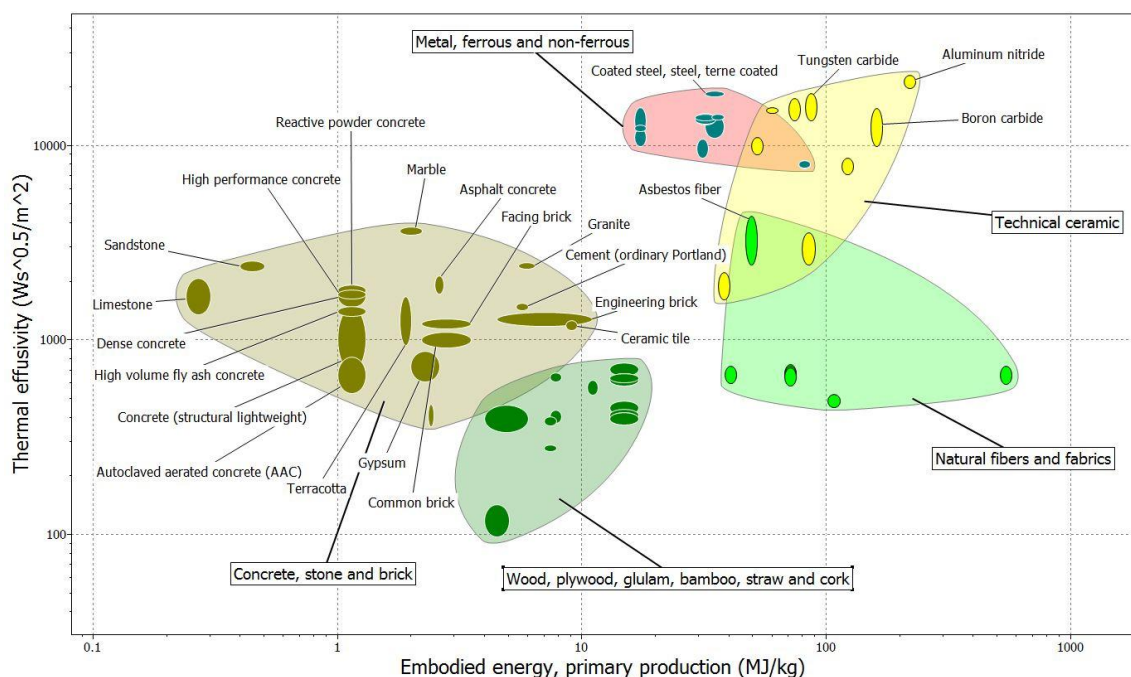 Metal, ferrous and non-ferrous
Coated steel, steel, terne coated
Tungsten carbide
Aluminum nitride
Boron carbide
Reactive powder concrete
High performance concrete
Marble
Asphalt concrete
Facing brick
Granite
Cement (ordinary Portland)
Asbestos fiber
Technical ceramic
Sandstone
Limestone
Engineering brick
Ceramic tile
Dense concrete
High volume fly ash concrete
Concrete (structural lightweight)
Autoclaved aerated concrete (AAC)
Terracotta
Gypsum
Common brick
Natural fibers and fabrics
Concrete, stone and brick
Wood, plywood, glulam, bamboo, straw and cork
Thermal effusivity (Ws^0.5/m^2)
10000
1000
100
0.1
1
10
100
1000
Embodied energy, primary production (MJ/kg)